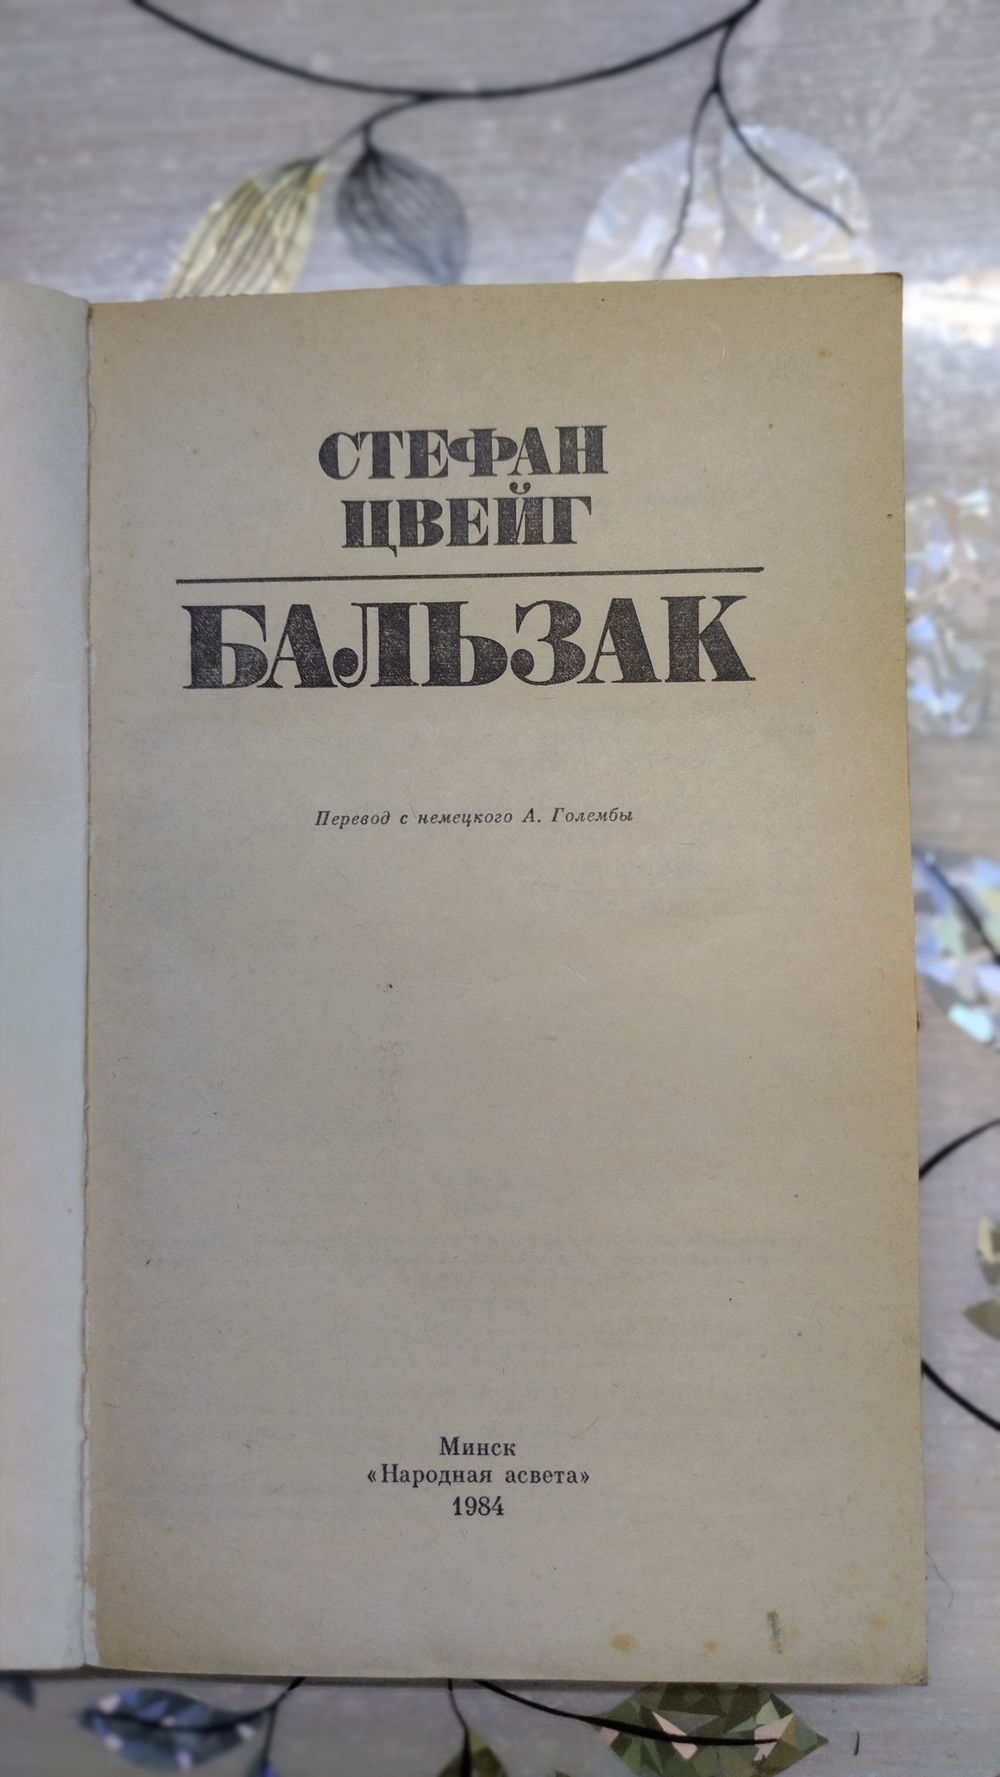 СТЕФАН
ЦВЕЙГ
БАЛЬЗАК
Перевод с немецкого А. Голембы
Минск
«Народная асвета»
1984